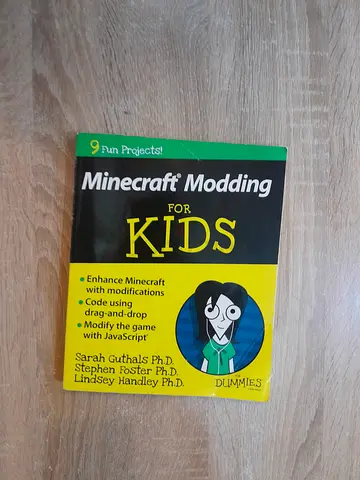 9 Fun Projects!
Minecraft® Modding
FOR
KIDS
• Enhance Minecraft
with modifications
• Code using
drag-and-drop
• Modify the game
with JavaScript®
Sarah Guthals Ph.D.
Stephen Foster Ph.D.
Lindsey Handley Ph.D.
DUMMIES